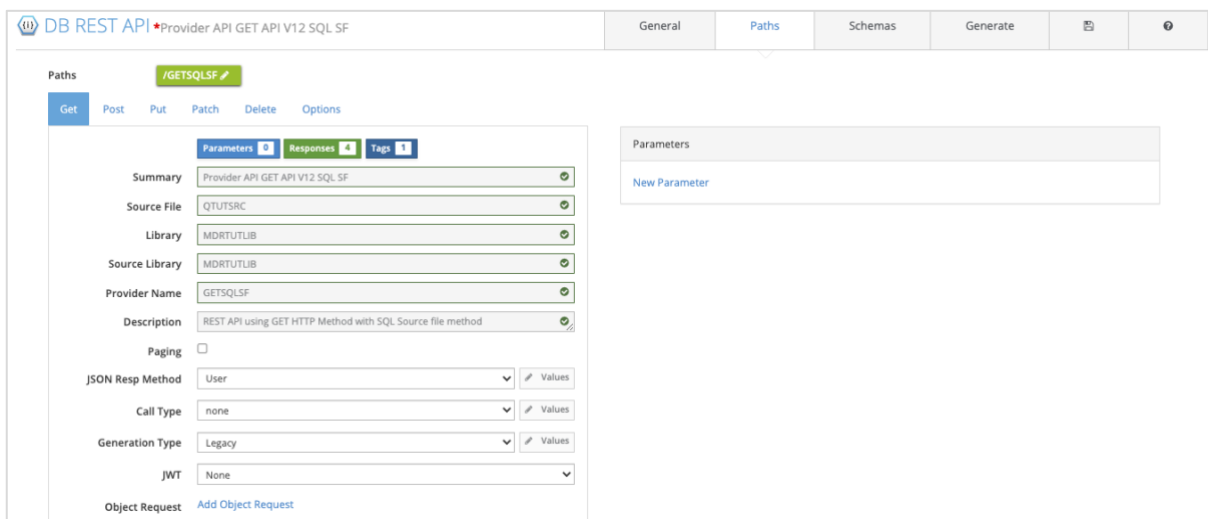 DB REST API *Provider API GET API V12 SQL SF
General Paths Schemas Generate
Paths /GETSQLSF
Get Post Put Patch Delete Options
Parameters 0 Responses 4 Tags 1
Summary Provider API GET API V12 SQL SF
Source File QTUTSRC
Library MDRTUTLIB
Source Library MDRTUTLIB
Provider Name GETSQLSF
Description REST API using GET HTTP Method with SQL Source file method
Paging
JSON Resp Method User Values
Call Type none Values
Generation Type Legacy Values
JWT None
Object Request Add Object Request
Parameters
New Parameter